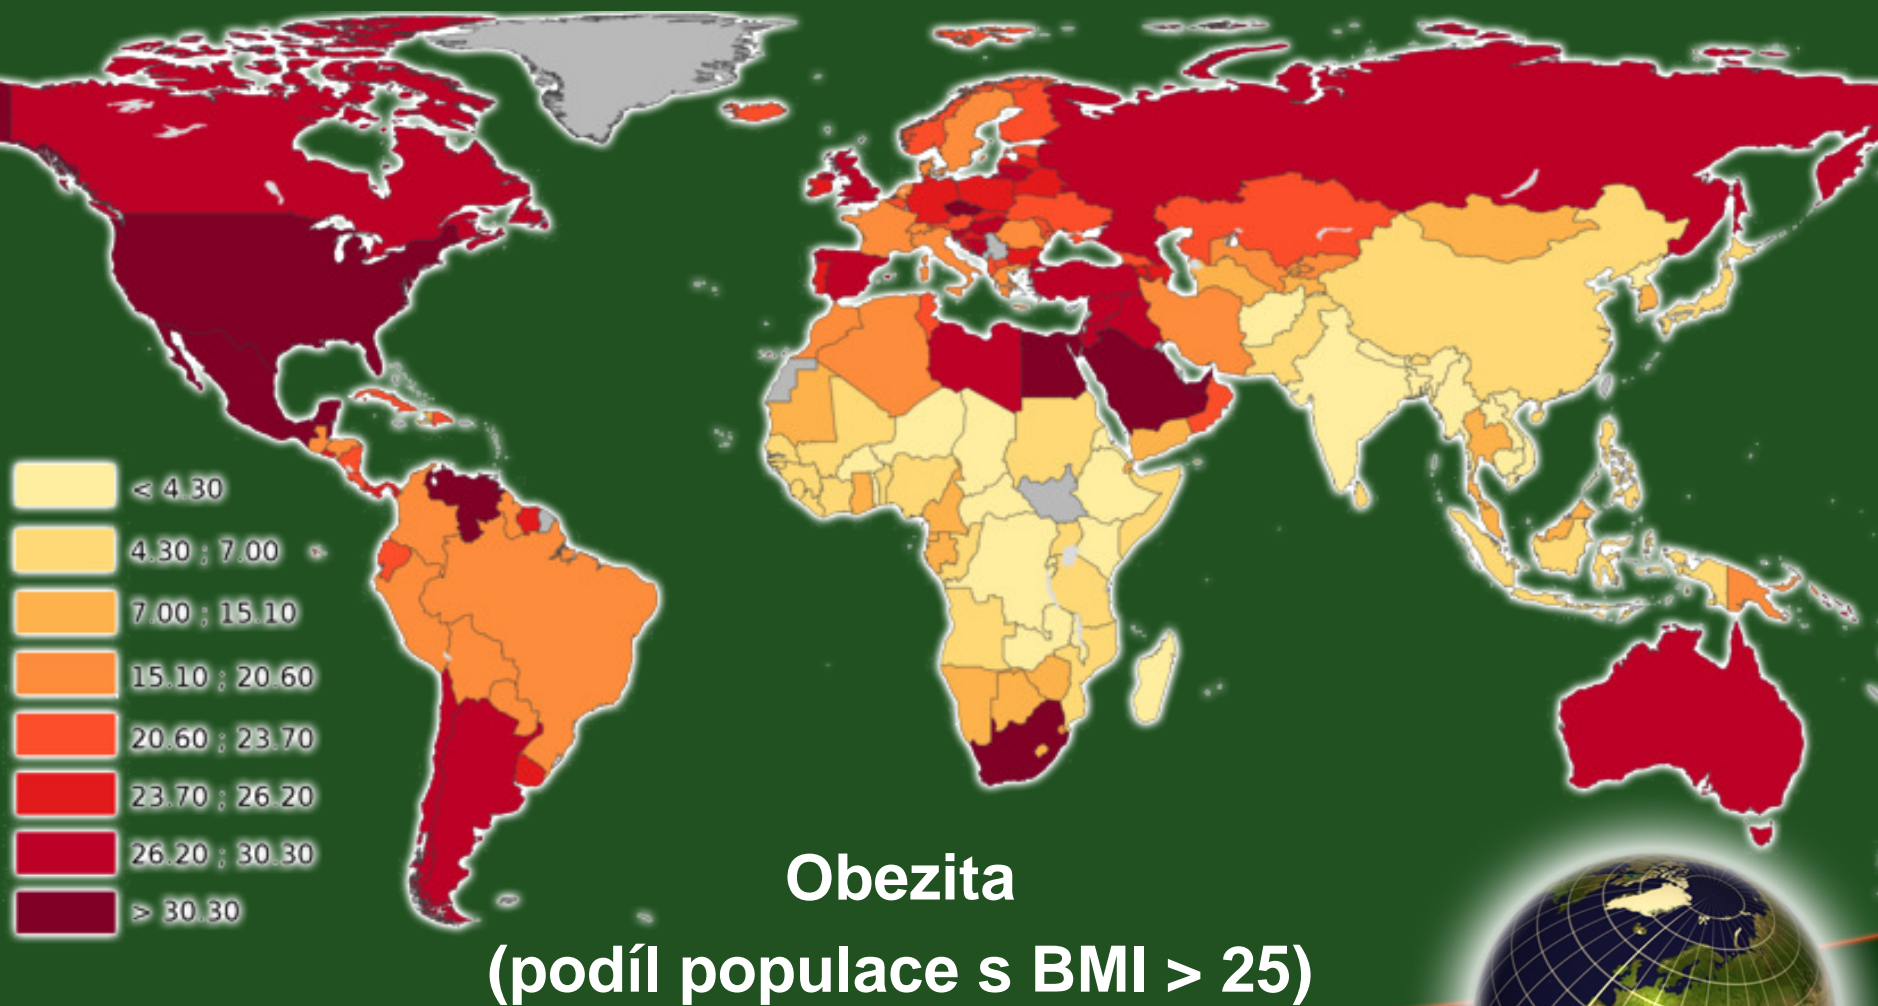 < 4.30
4.30 ; 7.00
7.00 ; 15.10
15.10 ; 20.60
20.60 ; 23.70
23.70 ; 26.20
26.20 ; 30.30
> 30.30
Obezita
(podíl populace s BMI > 25)